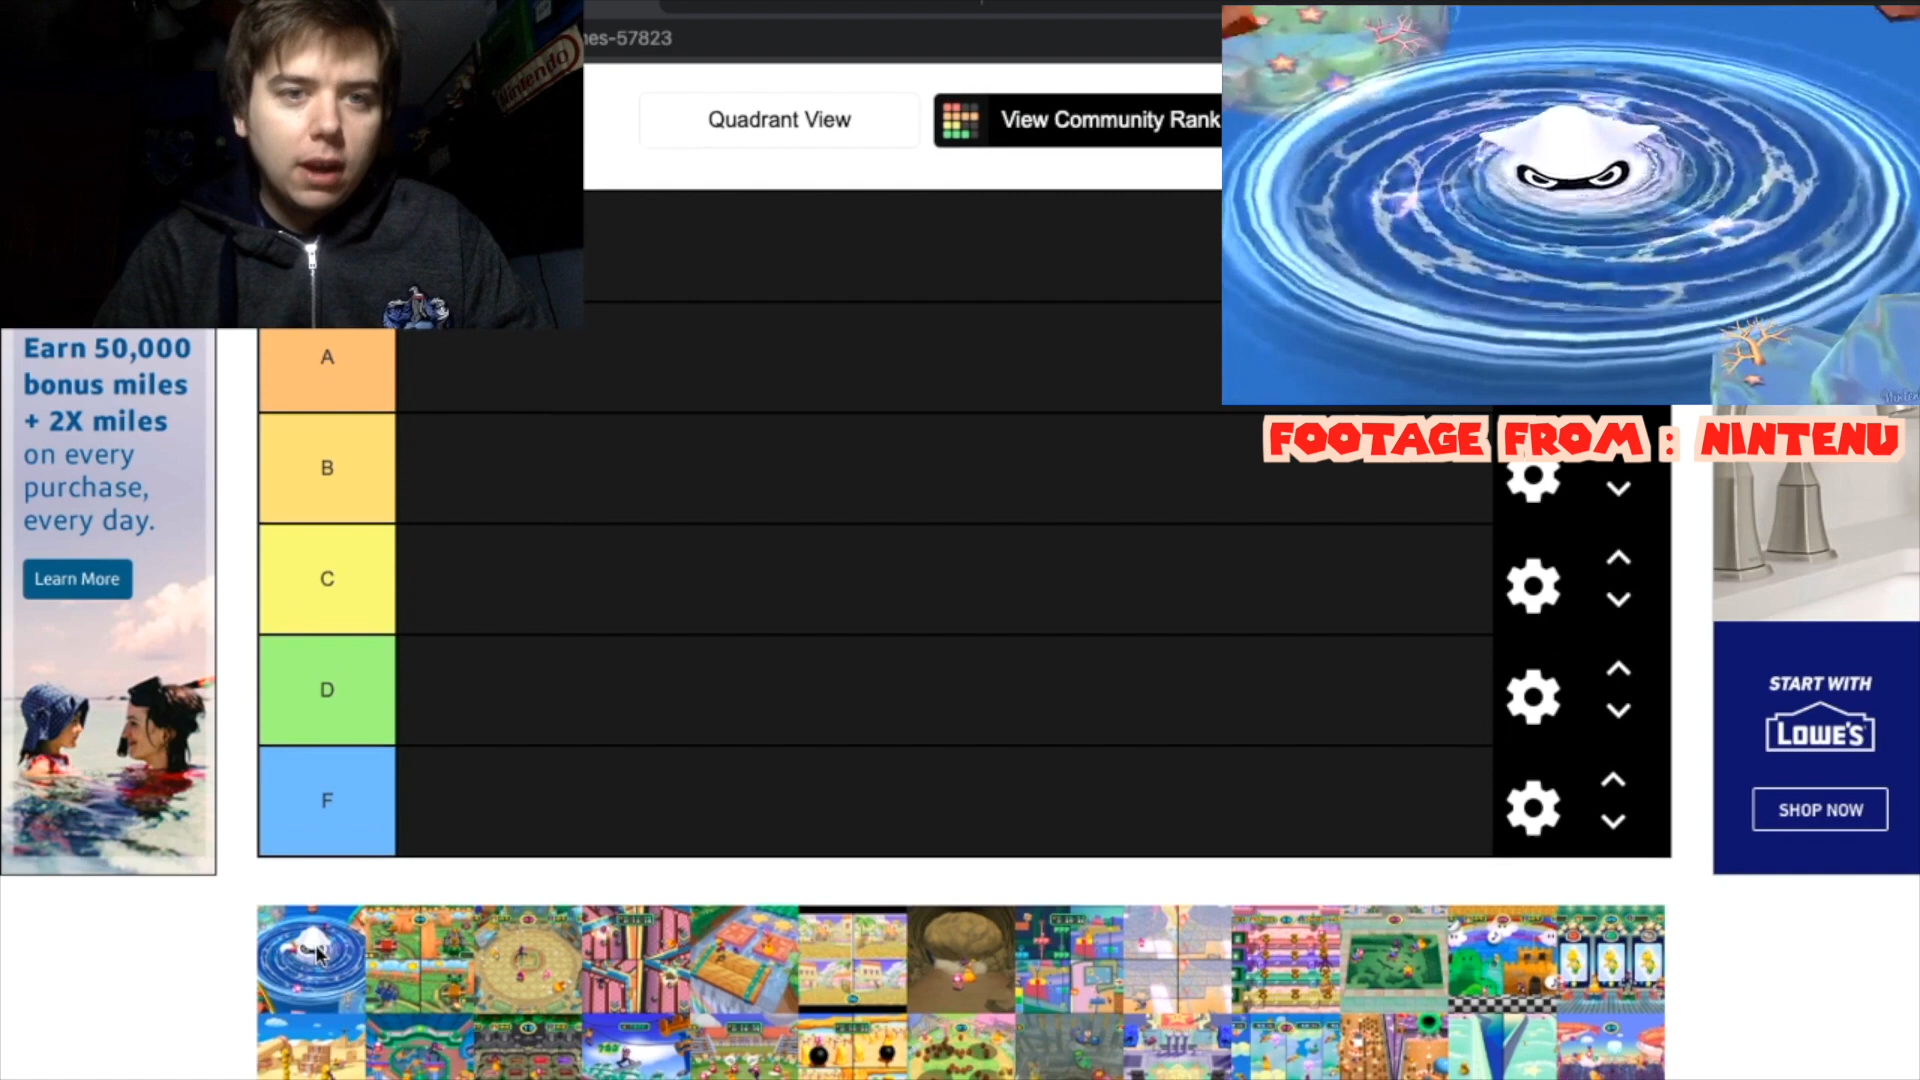 Nintendo
nes-57823
Quadrant View
View Community Rank
A
B
C
D
F
Earn 50,000
bonus miles
+ 2X miles
on every
purchase,
every day.
Learn More
FOOTAGE FROM : NINTENU
START WITH
LOWE'S
SHOP NOW